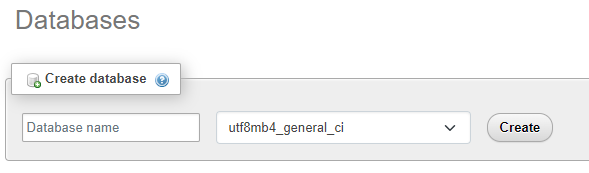 Databases
Create database
Database name
utf8mb4_general_ci
Create